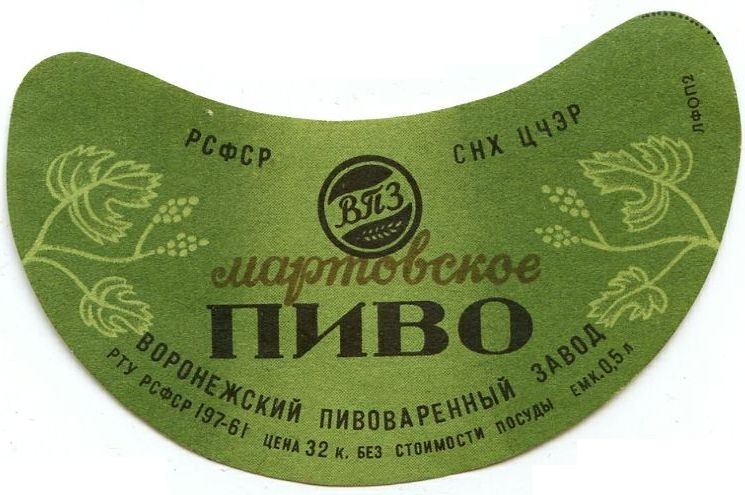 РСФСР
СНХ ЦЧЭР
ЛФОП2
ВПЗ
мартовское
ПИВО
ВОРОНЕЖСКИЙ ПИВОВАРЕННЫЙ ЗАВОД
РТУ РСФСР 197-61 ЦЕНА 32 к. БЕЗ СТОИМОСТИ ПОСУДЫ ЕМК.0,5 л